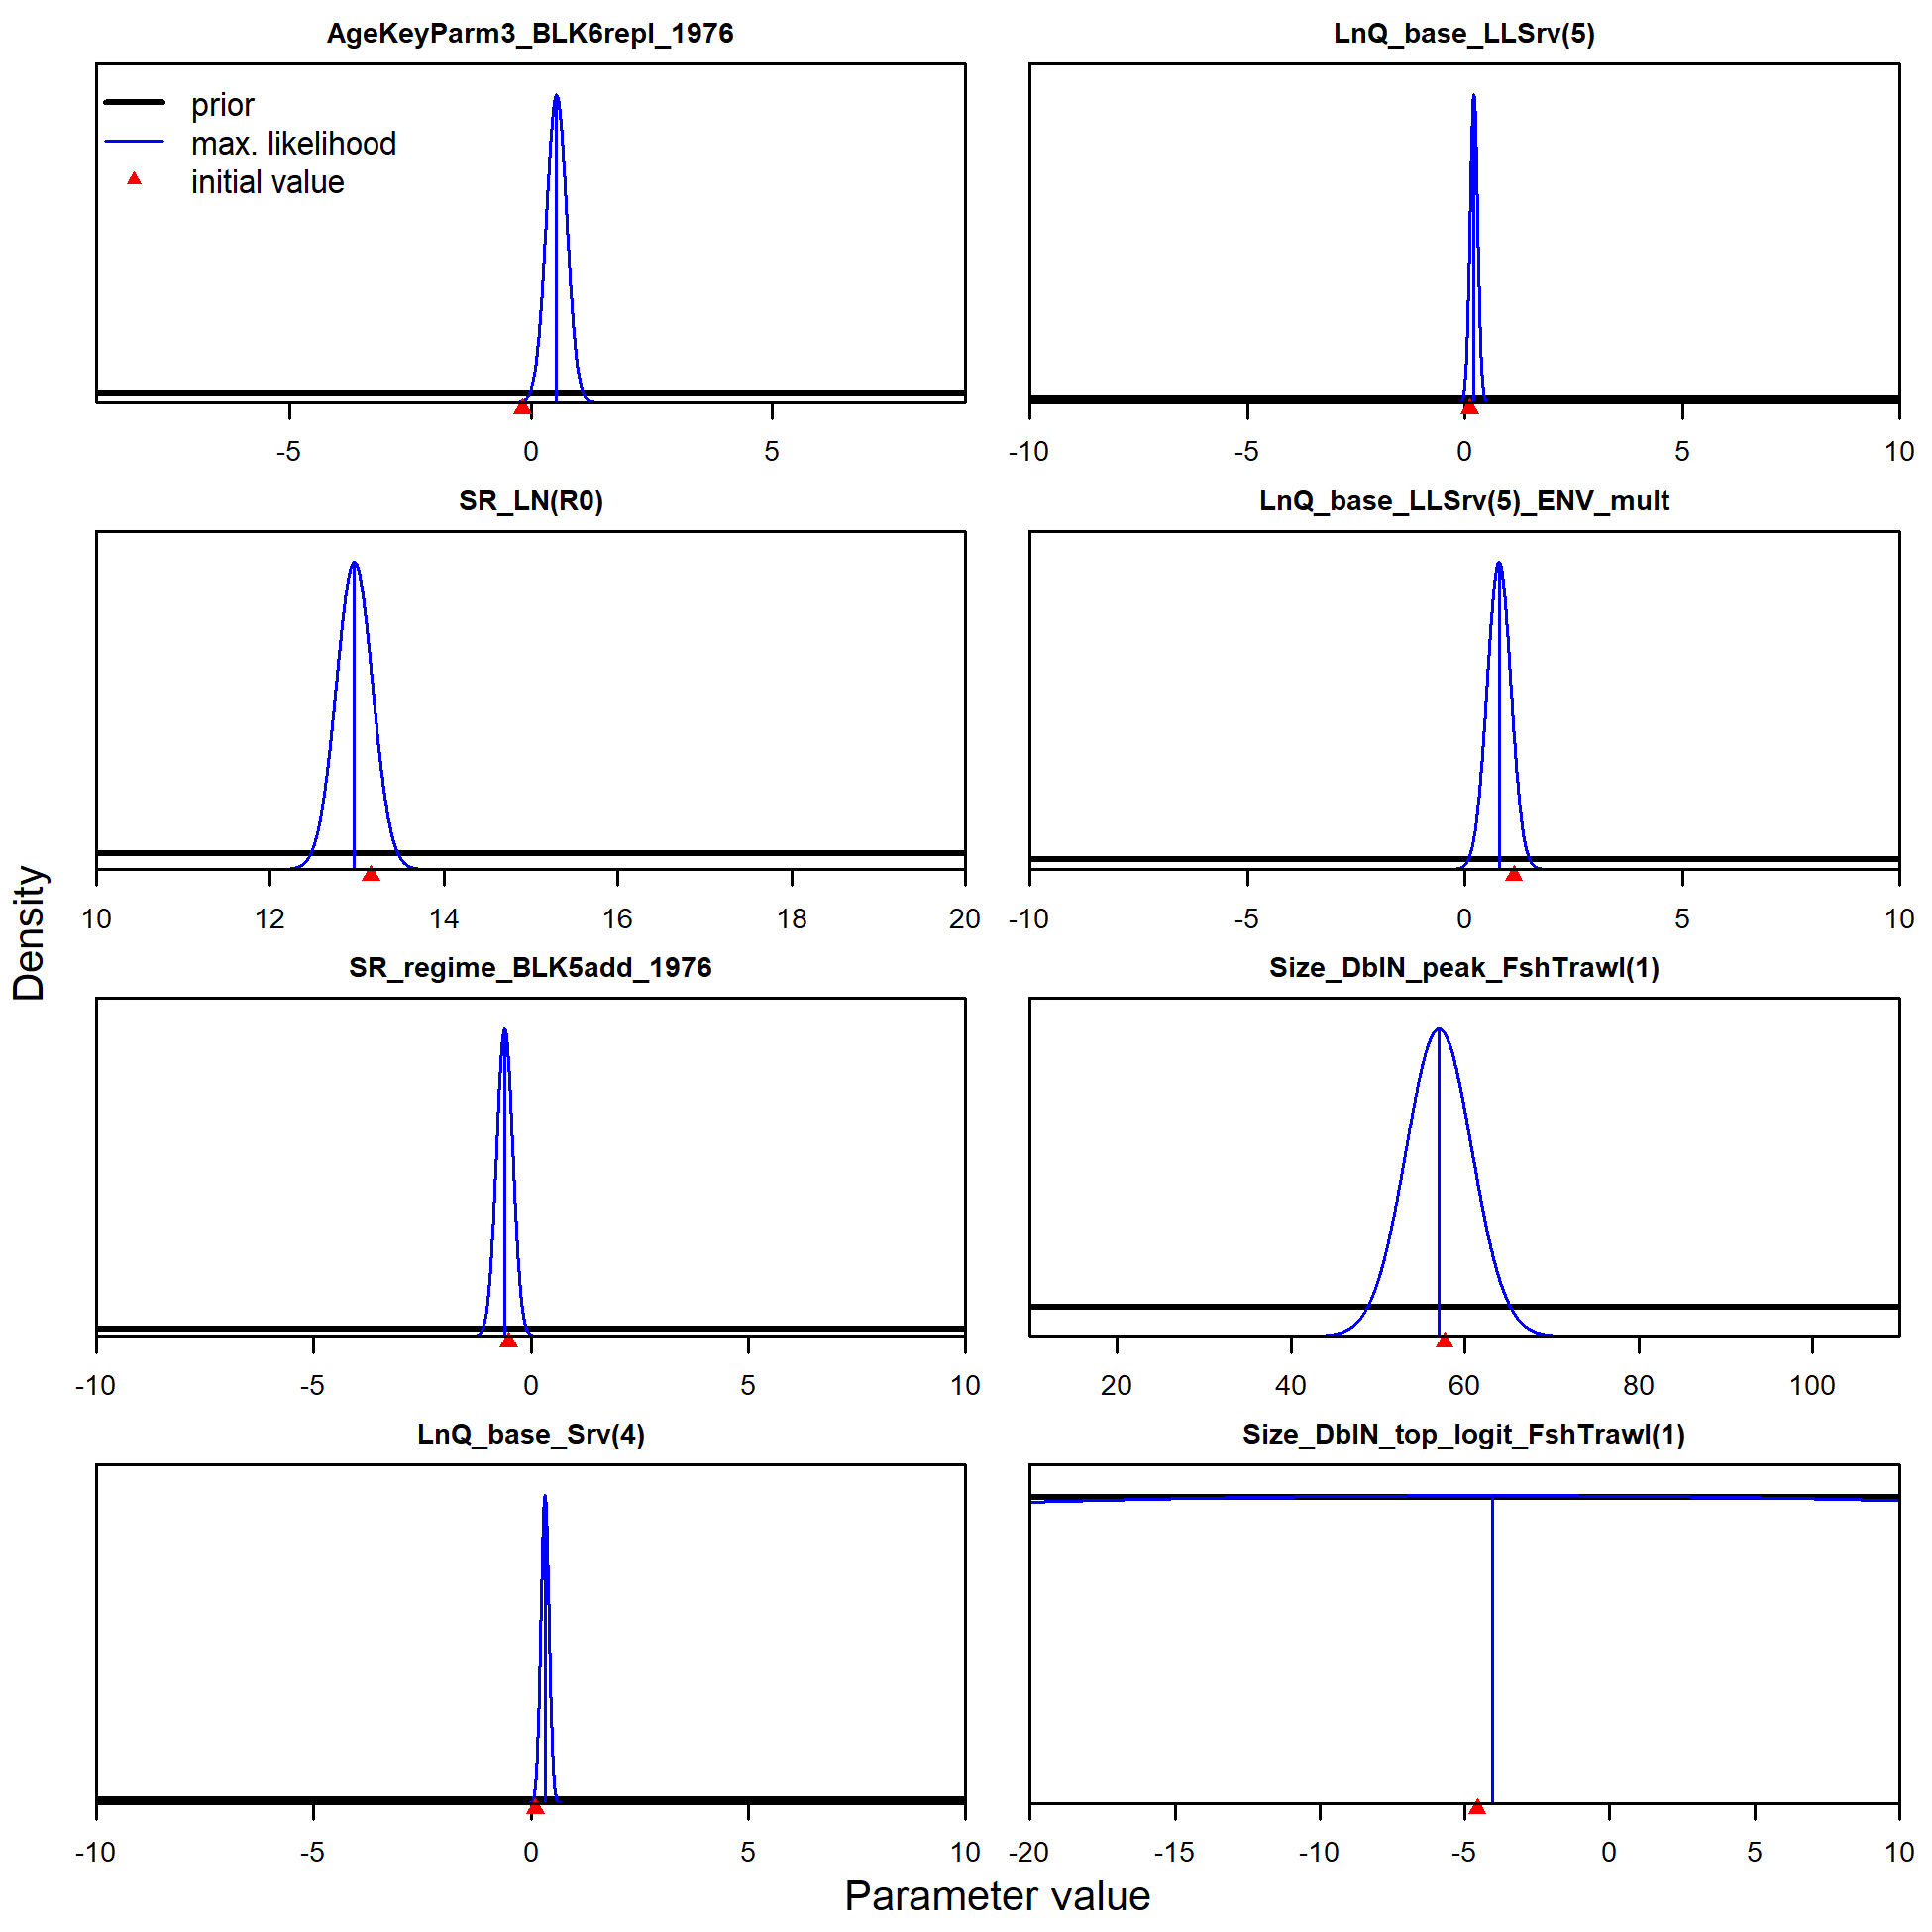 AgeKeyParm3_BLK6repl_1976
prior
max. likelihood
initial value
-5 0 5
LnQ_base_LLSrv(5)
-10 -5 0 5 10
SR_LN(R0)
10 12 14 16 18 20
LnQ_base_LLSrv(5)_ENV_mult
-10 -5 0 5 10
SR_regime_BLK5add_1976
-10 -5 0 5 10
Size_DblN_peak_FshTrawl(1)
20 40 60 80 100
LnQ_base_Srv(4)
-10 -5 0 5 10
Size_DblN_top_logit_FshTrawl(1)
-20 -15 -10 -5 0 5 10
Density
Parameter value